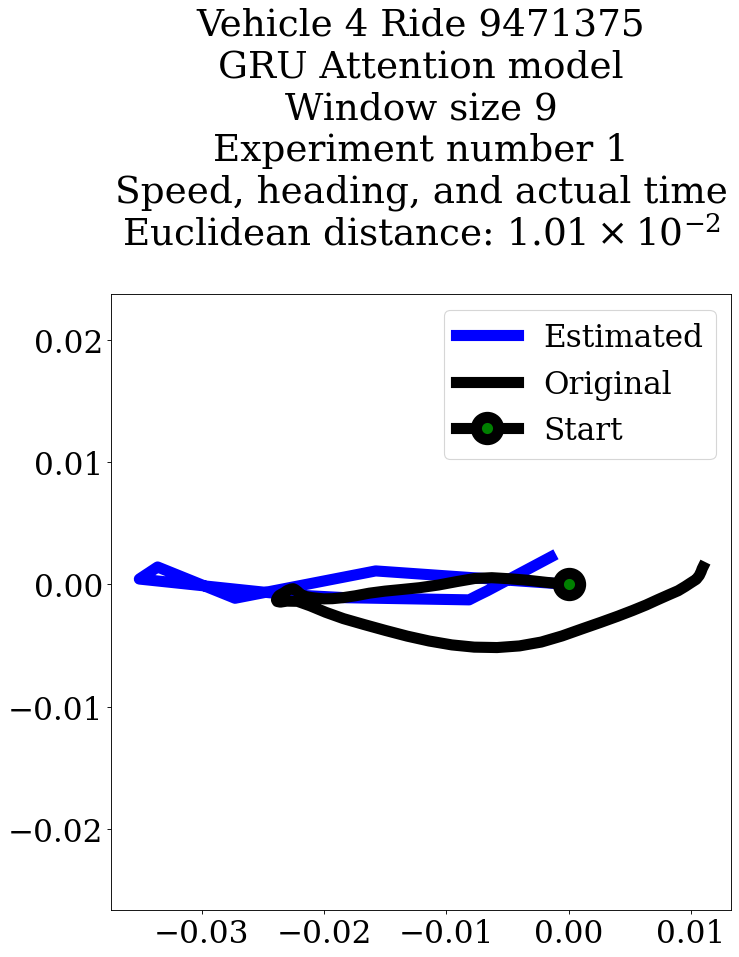 Vehicle 4 Ride 9471375
GRU Attention model
Window size 9
Experiment number 1
Speed, heading, and actual time
Euclidean distance: 1.01 × 10⁻²
Estimated
Original
Start
0.02
0.01
0.00
−0.01
−0.02
−0.03 −0.02 −0.01 0.00 0.01